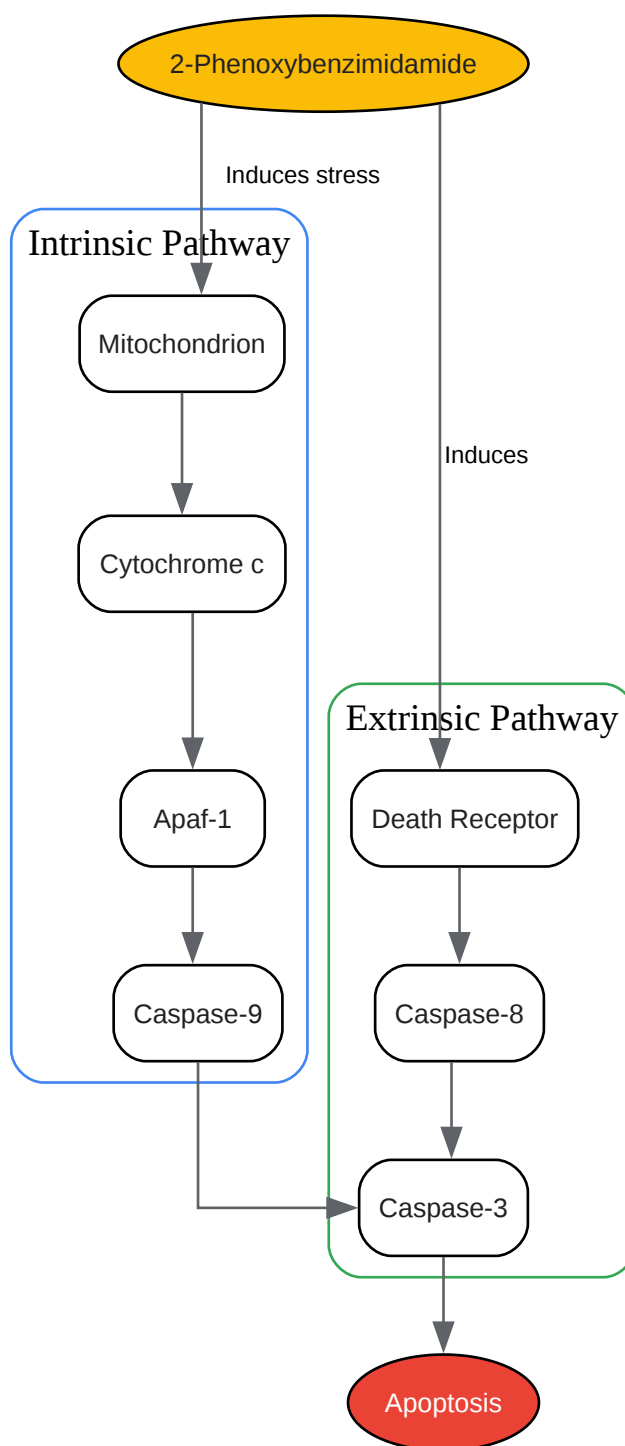 2-Phenoxybenzimidamide
Induces stress
Intrinsic Pathway
Mitochondrion
Induces
Cytochrome c
Extrinsic Pathway
Apaf-1
Death Receptor
Caspase-9
Caspase-8
Caspase-3
Apoptosis